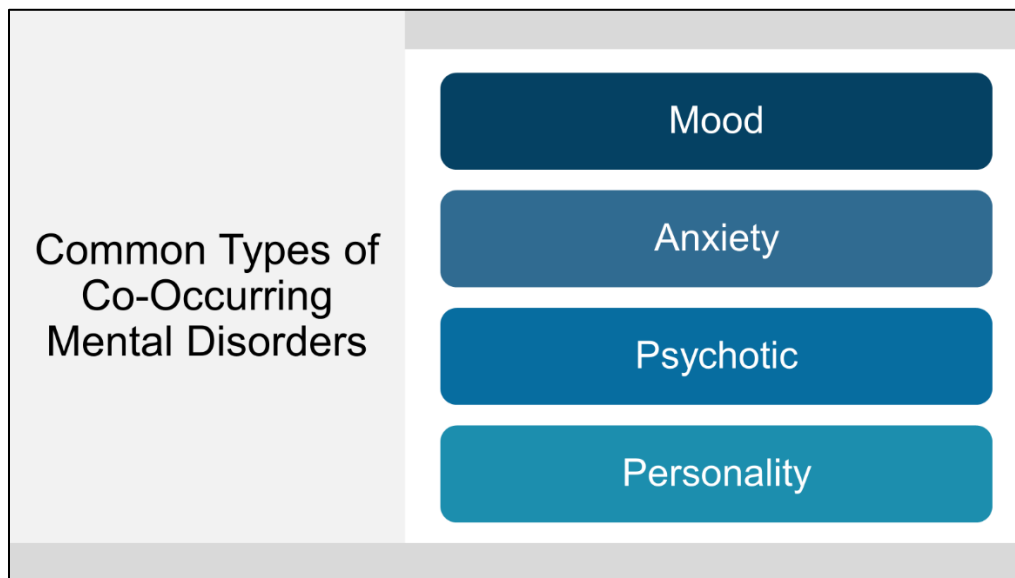 Common Types of
Co-Occurring
Mental Disorders
Mood
Anxiety
Psychotic
Personality